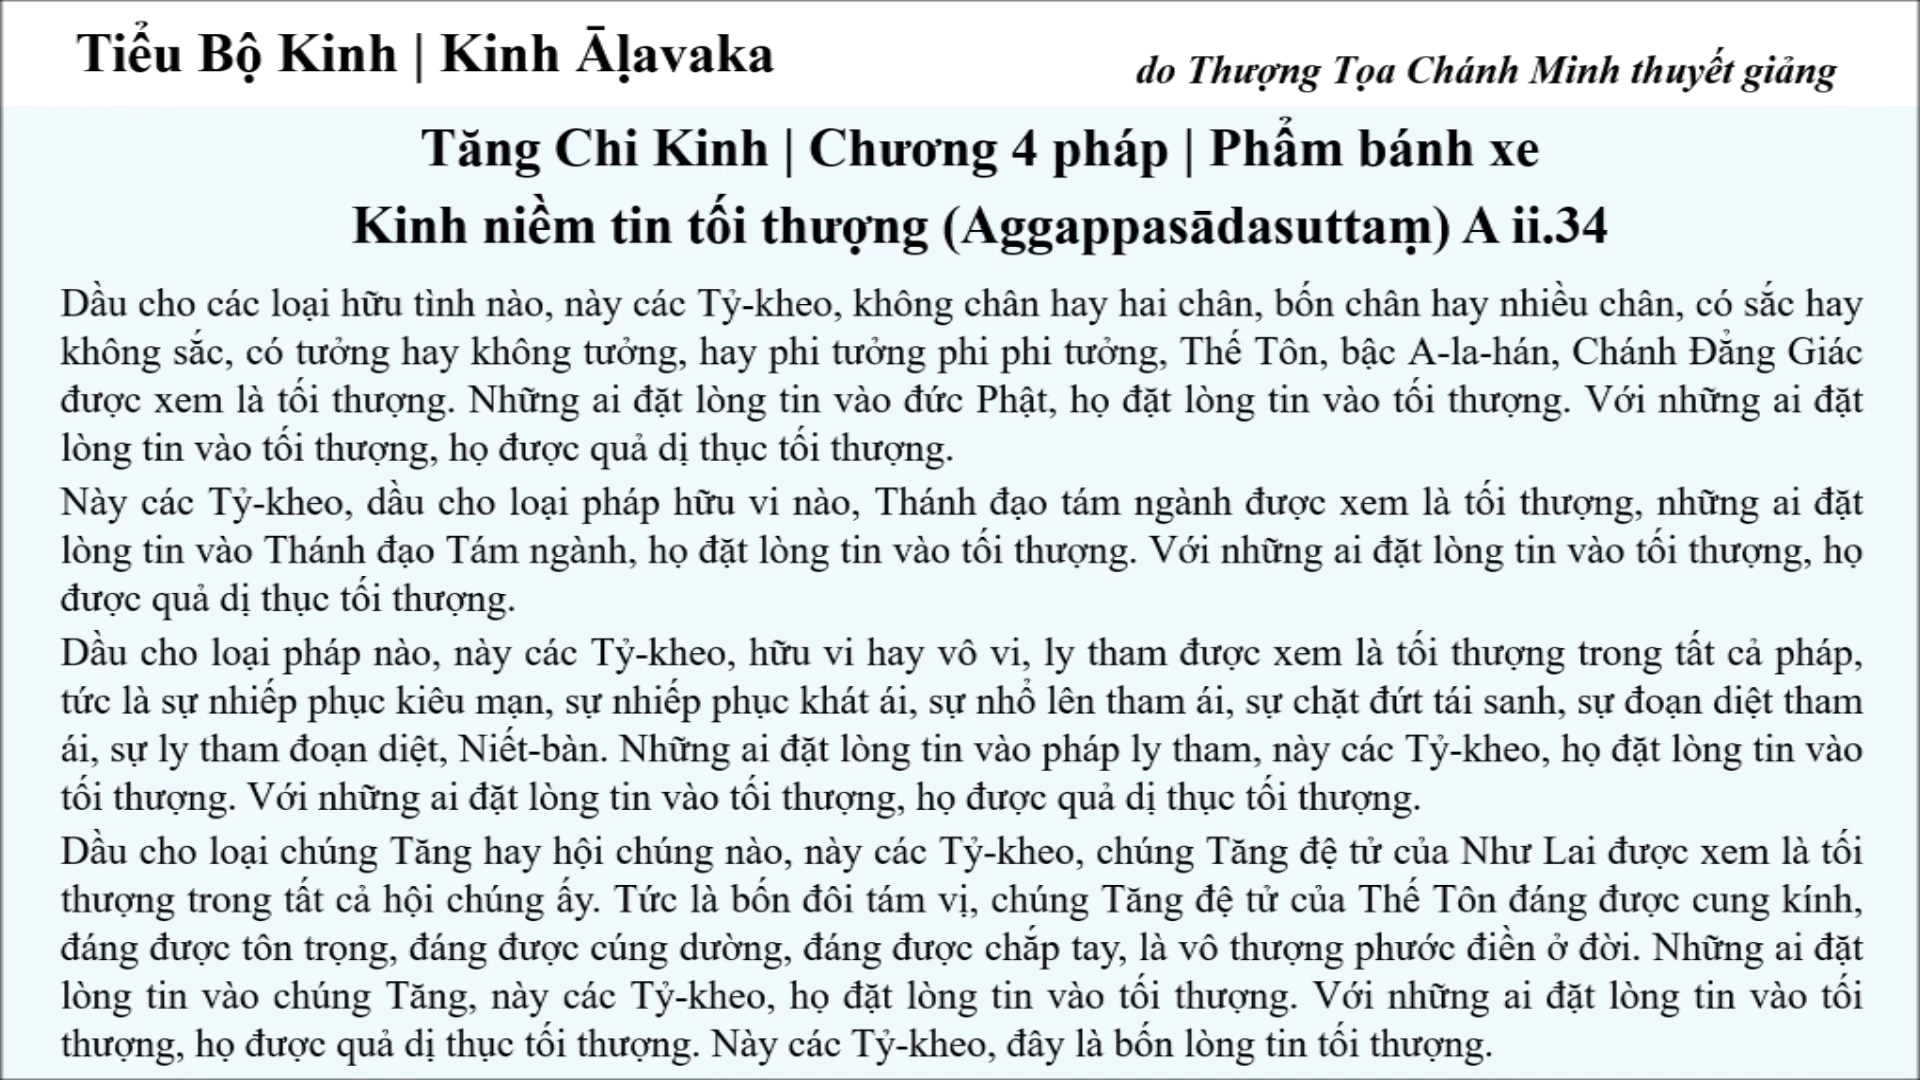 Tiểu Bộ Kinh | Kinh Āḷavaka
do Thượng Tọa Chánh Minh thuyết giảng
Tăng Chi Kinh | Chương 4 pháp | Phẩm bánh xe
Kinh niềm tin tối thượng (Aggappasādasuttaṃ) A ii.34
Dầu cho các loại hữu tình nào, này các Tỷ-kheo, không chân hay hai chân, bốn chân hay nhiều chân, có sắc hay
không sắc, có tưởng hay không tưởng, hay phi tưởng phi phi tưởng, Thế Tôn, bậc A-la-hán, Chánh Đẳng Giác
được xem là tối thượng. Những ai đặt lòng tin vào đức Phật, họ đặt lòng tin vào tối thượng. Với những ai đặt
lòng tin vào tối thượng, họ được quả dị thục tối thượng.
Này các Tỷ-kheo, dầu cho loại pháp hữu vi nào, Thánh đạo tám ngành được xem là tối thượng, những ai đặt
lòng tin vào Thánh đạo Tám ngành, họ đặt lòng tin vào tối thượng. Với những ai đặt lòng tin vào tối thượng, họ
được quả dị thục tối thượng.
Dầu cho loại pháp nào, này các Tỷ-kheo, hữu vi hay vô vi, ly tham được xem là tối thượng trong tất cả pháp,
tức là sự nhiếp phục kiêu mạn, sự nhiếp phục khát ái, sự nhổ lên tham ái, sự chặt đứt tái sanh, sự đoạn diệt tham
ái, sự ly tham đoạn diệt, Niết-bàn. Những ai đặt lòng tin vào pháp ly tham, này các Tỷ-kheo, họ đặt lòng tin vào
tối thượng. Với những ai đặt lòng tin vào tối thượng, họ được quả dị thục tối thượng.
Dầu cho loại chúng Tăng hay hội chúng nào, này các Tỷ-kheo, chúng Tăng đệ tử của Như Lai được xem là tối
thượng trong tất cả hội chúng ấy. Tức là bốn đôi tám vị, chúng Tăng đệ tử của Thế Tôn đáng được cung kính,
đáng được tôn trọng, đáng được cúng dường, đáng được chắp tay, là vô thượng phước điền ở đời. Những ai đặt
lòng tin vào chúng Tăng, này các Tỷ-kheo, họ đặt lòng tin vào tối thượng. Với những ai đặt lòng tin vào tối
thượng, họ được quả dị thục tối thượng. Này các Tỷ-kheo, đây là bốn lòng tin tối thượng.